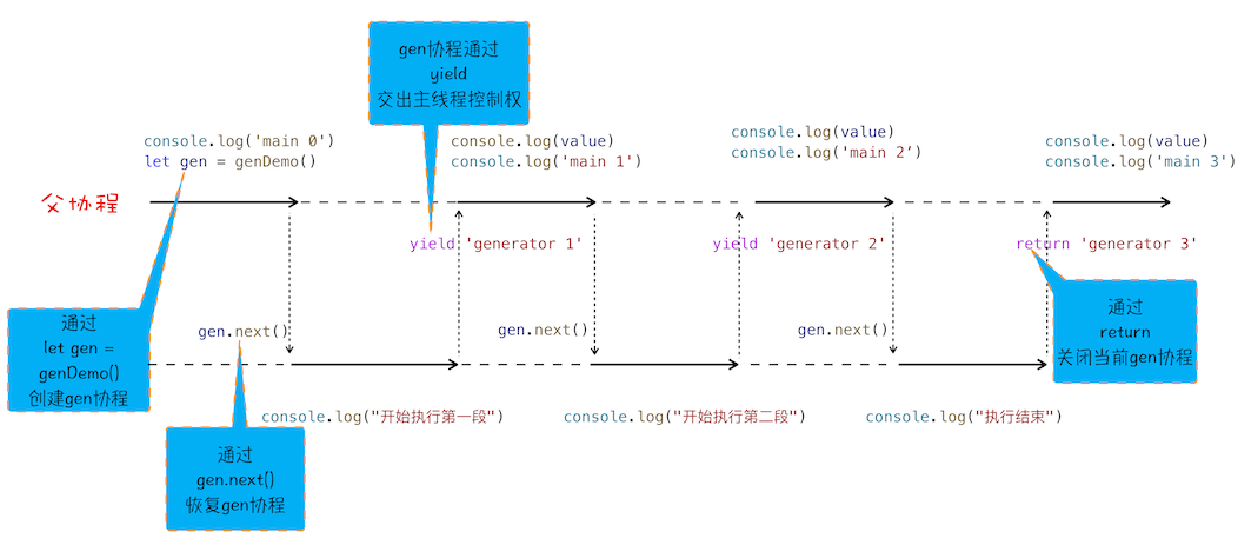 gen协程通过
yield
交出主线程控制权
console.log('main 0')
let gen = genDemo()
console.log(value)
console.log('main 1')
console.log(value)
console.log('main 2')
console.log(value)
console.log('main 3')
父协程
yield 'generator 1'
yield 'generator 2'
return 'generator 3'
通过
let gen =
genDemo()
创建gen协程
gen.next()
gen.next()
gen.next()
通过
return
关闭当前gen协程
console.log("开始执行第一段")
console.log("开始执行第二段")
console.log("执行结束")
通过
gen.next()
恢复gen协程